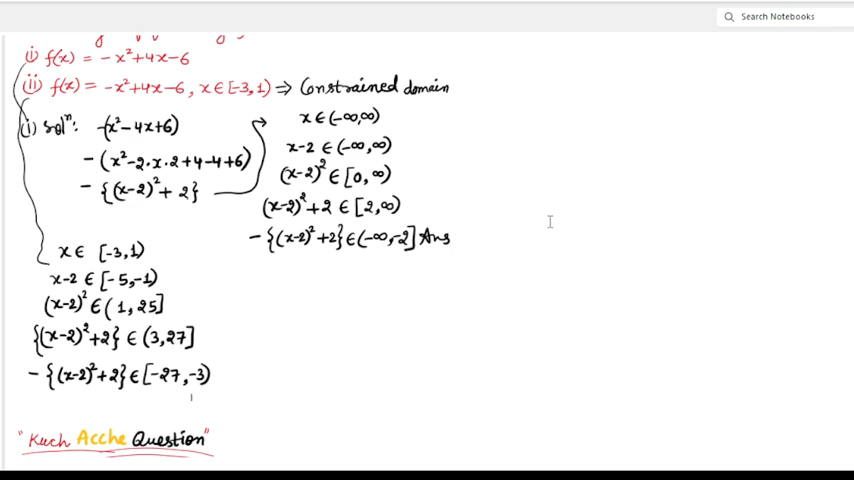 Search Notebooks
(i) f(x) = -x²+4x-6
(ii) f(x) = -x²+4x-6, x∈[-3,1) ⇒ Constrained domain
(i) solⁿ: -(x²-4x+6)
-(x²-2·x·2+4-4+6)
-{(x-2)²+2}
x∈(-∞,∞)
x-2 ∈ (-∞,∞)
(x-2)² ∈ [0,∞)
(x-2)²+2 ∈ [2,∞)
-{(x-2)²+2}∈(-∞,-2] Ans
x∈ [-3,1)
x-2 ∈ [-5,-1)
(x-2)² ∈ (1,25]
{(x-2)²+2} ∈ (3,27]
-{(x-2)²+2}∈[-27,-3)
"Kuch Acche Question"